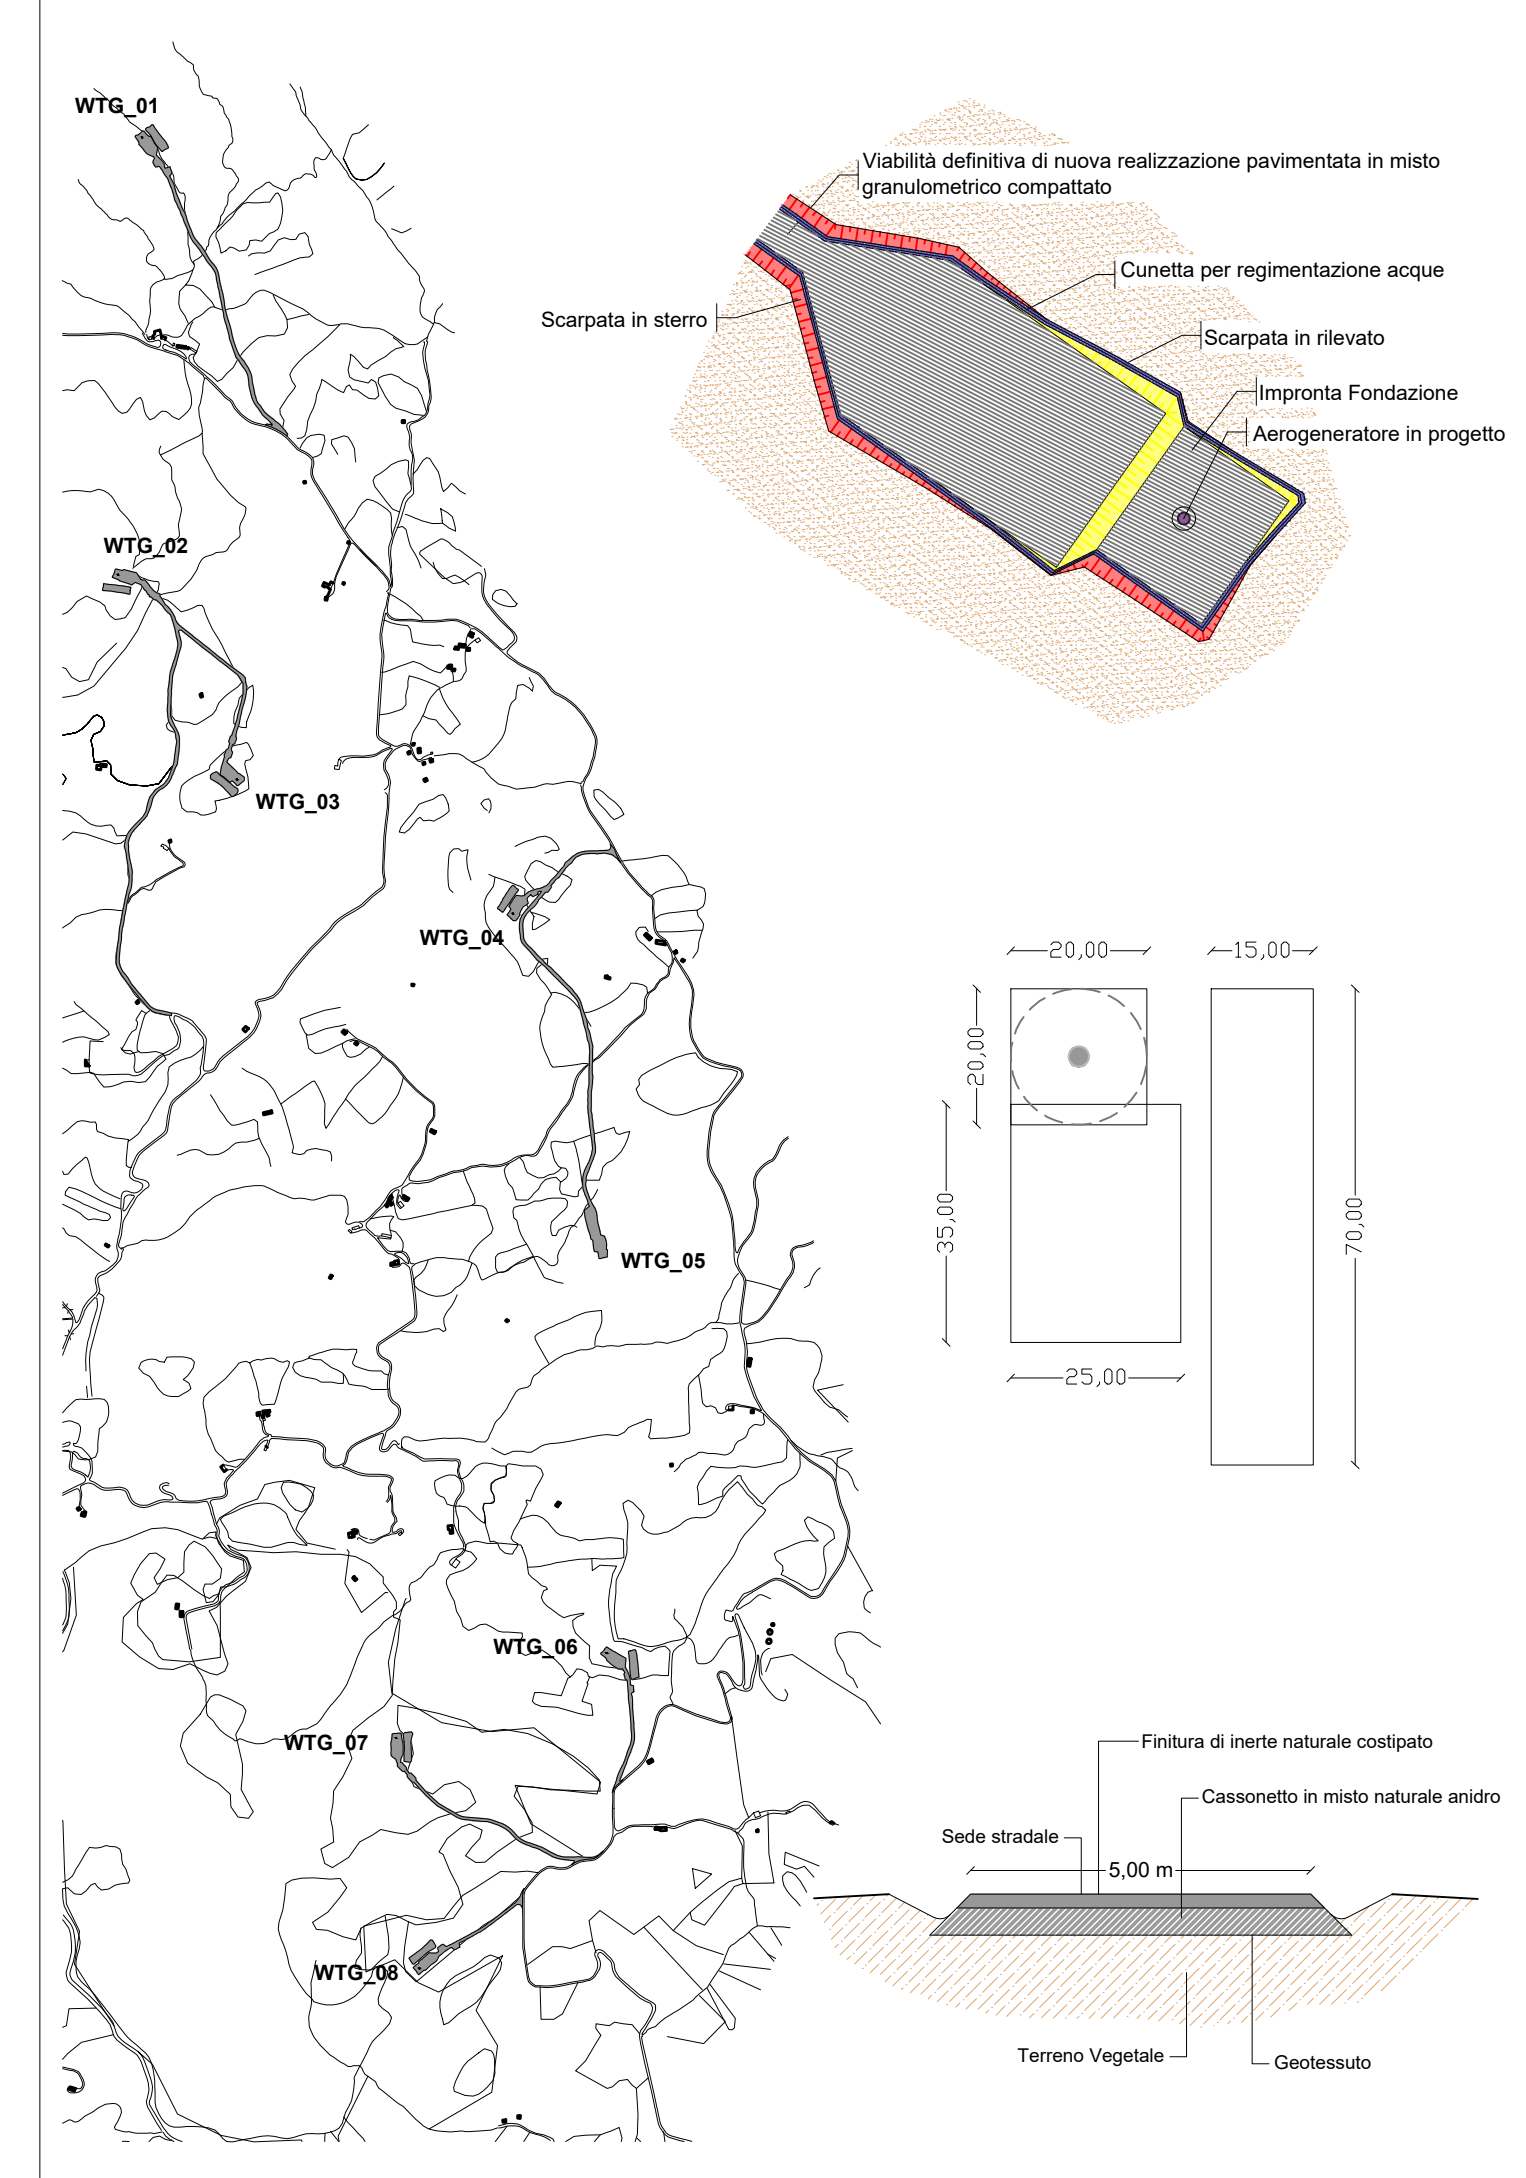 WTG_01
Viabilità definitiva di nuova realizzazione pavimentata in misto
granulometrico compattato
Cunetta per regimentazione acque
Scarpata in sterro
Scarpata in rilevato
Impronta Fondazione
Aerogeneratore in progetto
WTG_02
WTG_03
WTG_04
WTG_05
20,00
15,00
20,00
35,00
70,00
25,00
WTG_06
WTG_07
WTG_08
Finitura di inerte naturale costipato
Cassonetto in misto naturale anidro
Sede stradale
5,00 m
Terreno Vegetale
Geotessuto